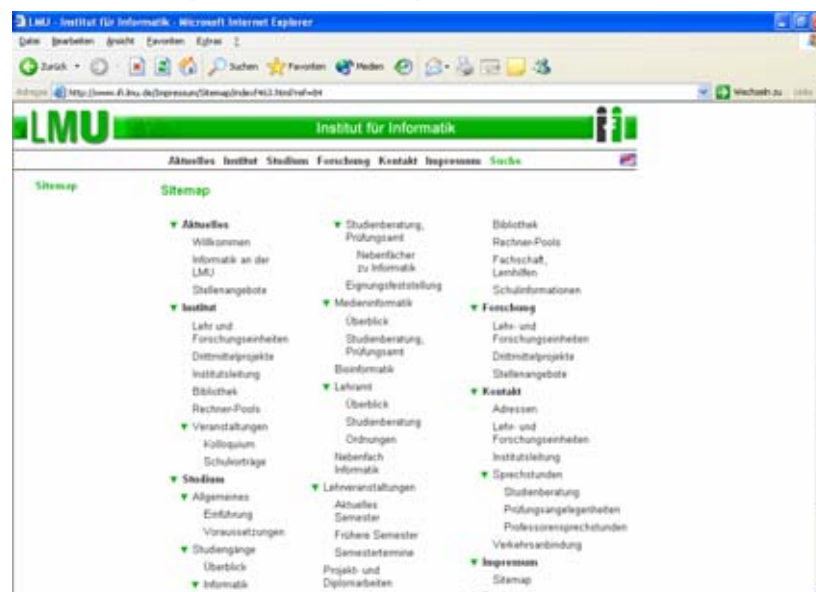 LMU - Institut für Informatik - Microsoft Internet Explorer
Datei Bearbeiten Ansicht Favoriten Extras ?
Zurück Suchen Favoriten Medien
Adresse Wechseln zu Links
LMU Institut für Informatik
Aktuelles Institut Studium Forschung Kontakt Impressum Suche
Sitemap
Sitemap
Aktuelles
Willkommen
Informatik an der
LMU
Stellenangebote
Institut
Lehr und
Forschungseinheiten
Drittmittelprojekte
Institutsleitung
Bibliothek
Rechner-Pools
Veranstaltungen
Kolloquium
Schulvorträge
Studium
Allgemeines
Einführung
Voraussetzungen
Studiengänge
Überblick
Informatik
Studienberatung,
Prüfungsamt
Nebenfächer
zu Informatik
Eignungsfeststellung
Medieninformatik
Überblick
Studienberatung,
Prüfungsamt
Bioinformatik
Lehramt
Überblick
Studienberatung
Ordnungen
Nebenfach
Informatik
Lehrveranstaltungen
Aktuelles
Semester
Frühere Semester
Semestertermine
Projekt- und
Diplomarbeiten
Bibliothek
Rechner-Pools
Fachschaft,
Lernhilfen
Schulinformationen
Forschung
Lehr- und
Forschungseinheiten
Drittmittelprojekte
Stellenangebote
Kontakt
Adressen
Lehr- und
Forschungseinheiten
Institutsleitung
Sprechstunden
Studienberatung
Prüfungsangelegenheiten
Professorensprechstunden
Verkehrsanbindung
Impressum
Sitemap